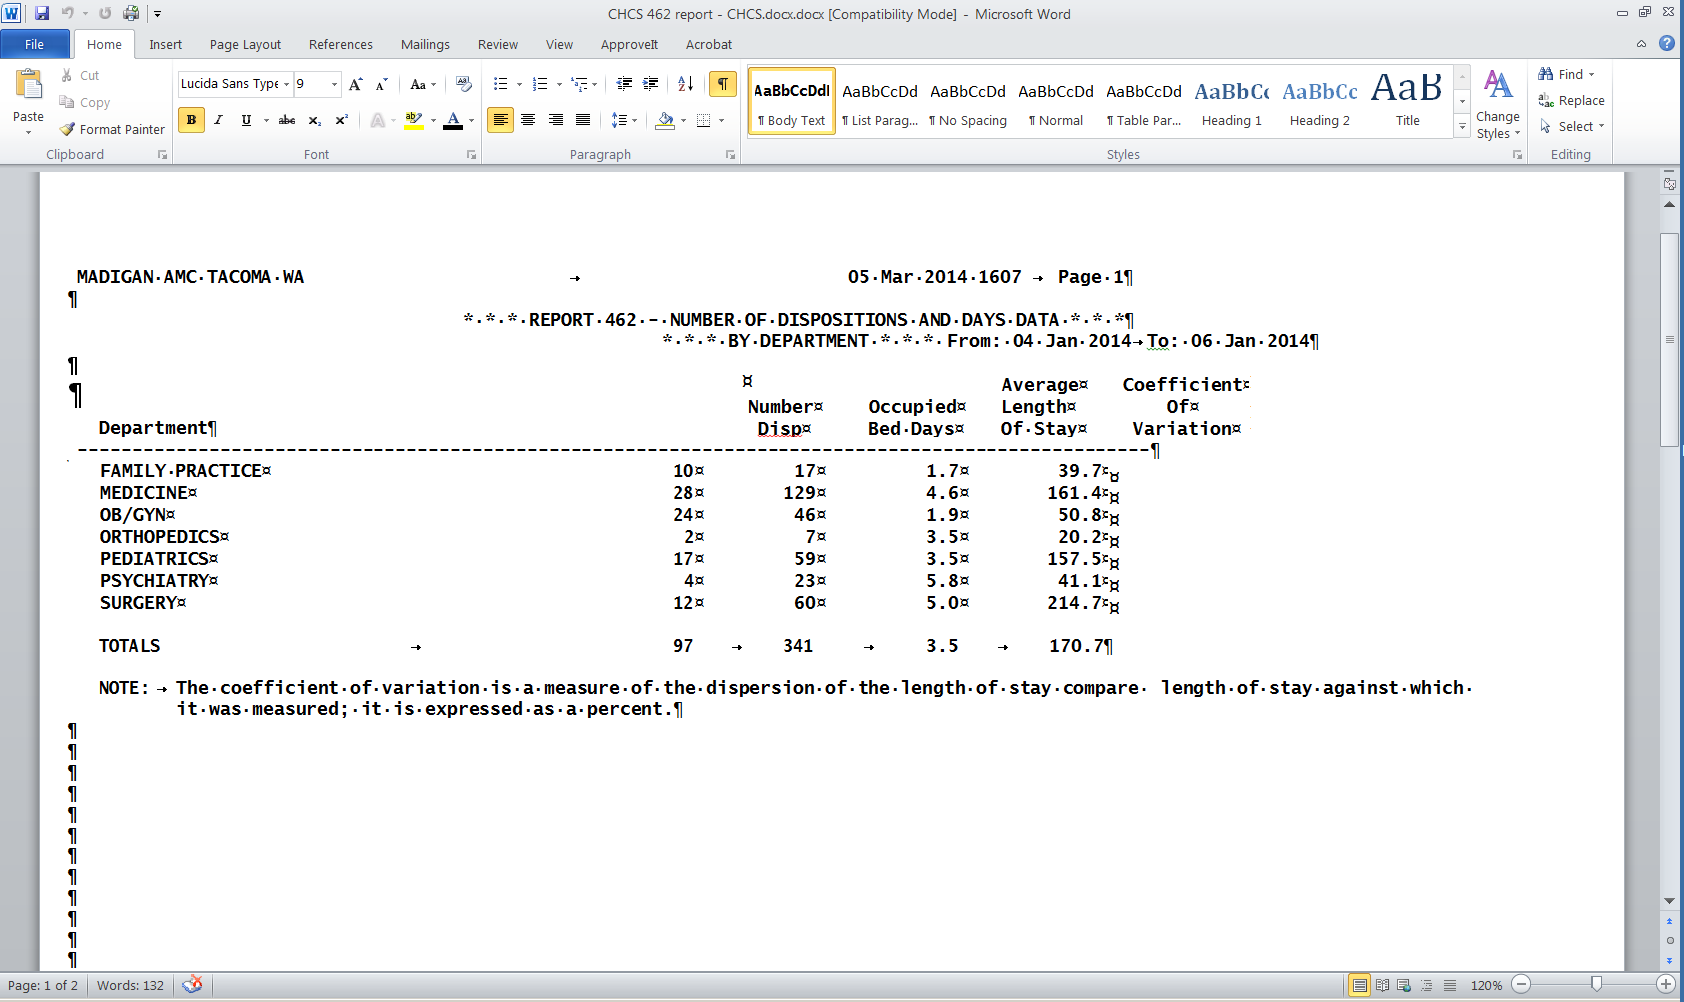 CHCS 462 report - CHCS.docx.docx [Compatibility Mode] - Microsoft Word
File Home Insert Page Layout References Mailings Review View ApproveIt Acrobat
Paste
Cut
Copy
Format Painter
Clipboard
Lucida Sans Type 9
Font
Paragraph
AaBbCcDdI AaBbCcDd AaBbCcDd AaBbCcDd AaBbCcDd AaBbCc AaBbCc AaB
¶ Body Text ¶ List Parag... ¶ No Spacing ¶ Normal ¶ Table Par... Heading 1 Heading 2 Title
Styles
Change Styles
Find
Replace
Select
Editing
MADIGAN·AMC·TACOMA·WA → 05·Mar·2014·1607 → Page·1¶
¶
*·*·*·REPORT·462·-·NUMBER·OF·DISPOSITIONS·AND·DAYS·DATA·*·*·*¶
*·*·*·BY·DEPARTMENT·*·*·*·From:·04·Jan·2014→To:·06·Jan·2014¶
¶
¶ ¤ Average¤ Coefficient¤
Number¤ Occupied¤ Length¤ Of¤
Department¶ Disp¤ Bed·Days¤ Of·Stay¤ Variation¤
--------------------------------------------------------------------------------------------------¶
FAMILY·PRACTICE¤ 10¤ 17¤ 1.7¤ 39.7¤¤
MEDICINE¤ 28¤ 129¤ 4.6¤ 161.4¤¤
OB/GYN¤ 24¤ 46¤ 1.9¤ 50.8¤¤
ORTHOPEDICS¤ 2¤ 7¤ 3.5¤ 20.2¤¤
PEDIATRICS¤ 17¤ 59¤ 3.5¤ 157.5¤¤
PSYCHIATRY¤ 4¤ 23¤ 5.8¤ 41.1¤¤
SURGERY¤ 12¤ 60¤ 5.0¤ 214.7¤¤
TOTALS → 97 → 341 → 3.5 → 170.7¶
NOTE: → The·coefficient·of·variation·is·a·measure·of·the·dispersion·of·the·length·of·stay·compare· length·of·stay·against·which·
it·was·measured;·it·is·expressed·as·a·percent.¶
¶
¶
¶
¶
¶
¶
¶
¶
¶
¶
¶
¶
Page: 1 of 2 Words: 132 120%